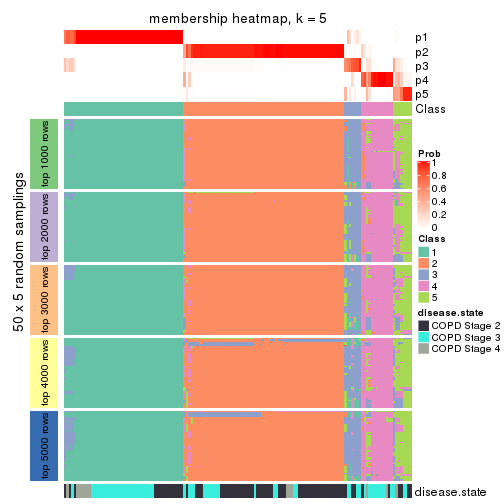 membership heatmap, k = 5
p1
p2
p3
p4
p5
Class
50 x 5 random samplings
top 1000 rows
top 2000 rows
top 3000 rows
top 4000 rows
top 5000 rows
disease.state
Prob
1
0.8
0.6
0.4
0.2
0
Class
1
2
3
4
5
disease.state
COPD Stage 2
COPD Stage 3
COPD Stage 4